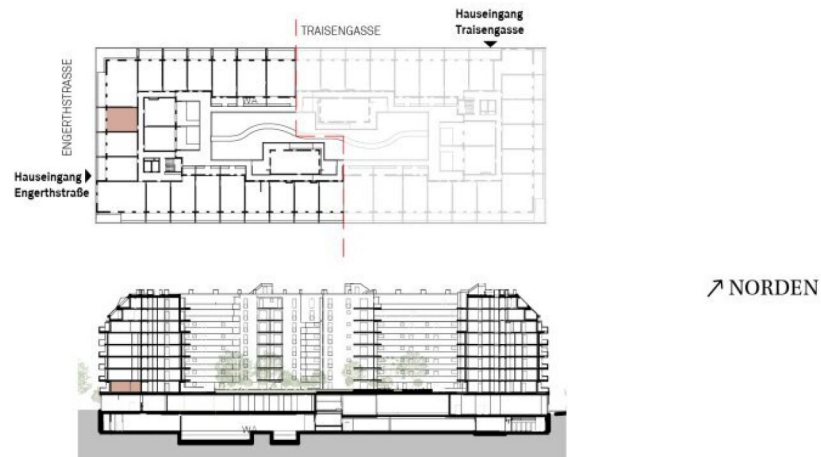 Hauseingang
Traisengasse
TRAISENGASSE
ENGERTHSTRASSE
WA
Hauseingang
Engerthstraße
↗ NORDEN
WA